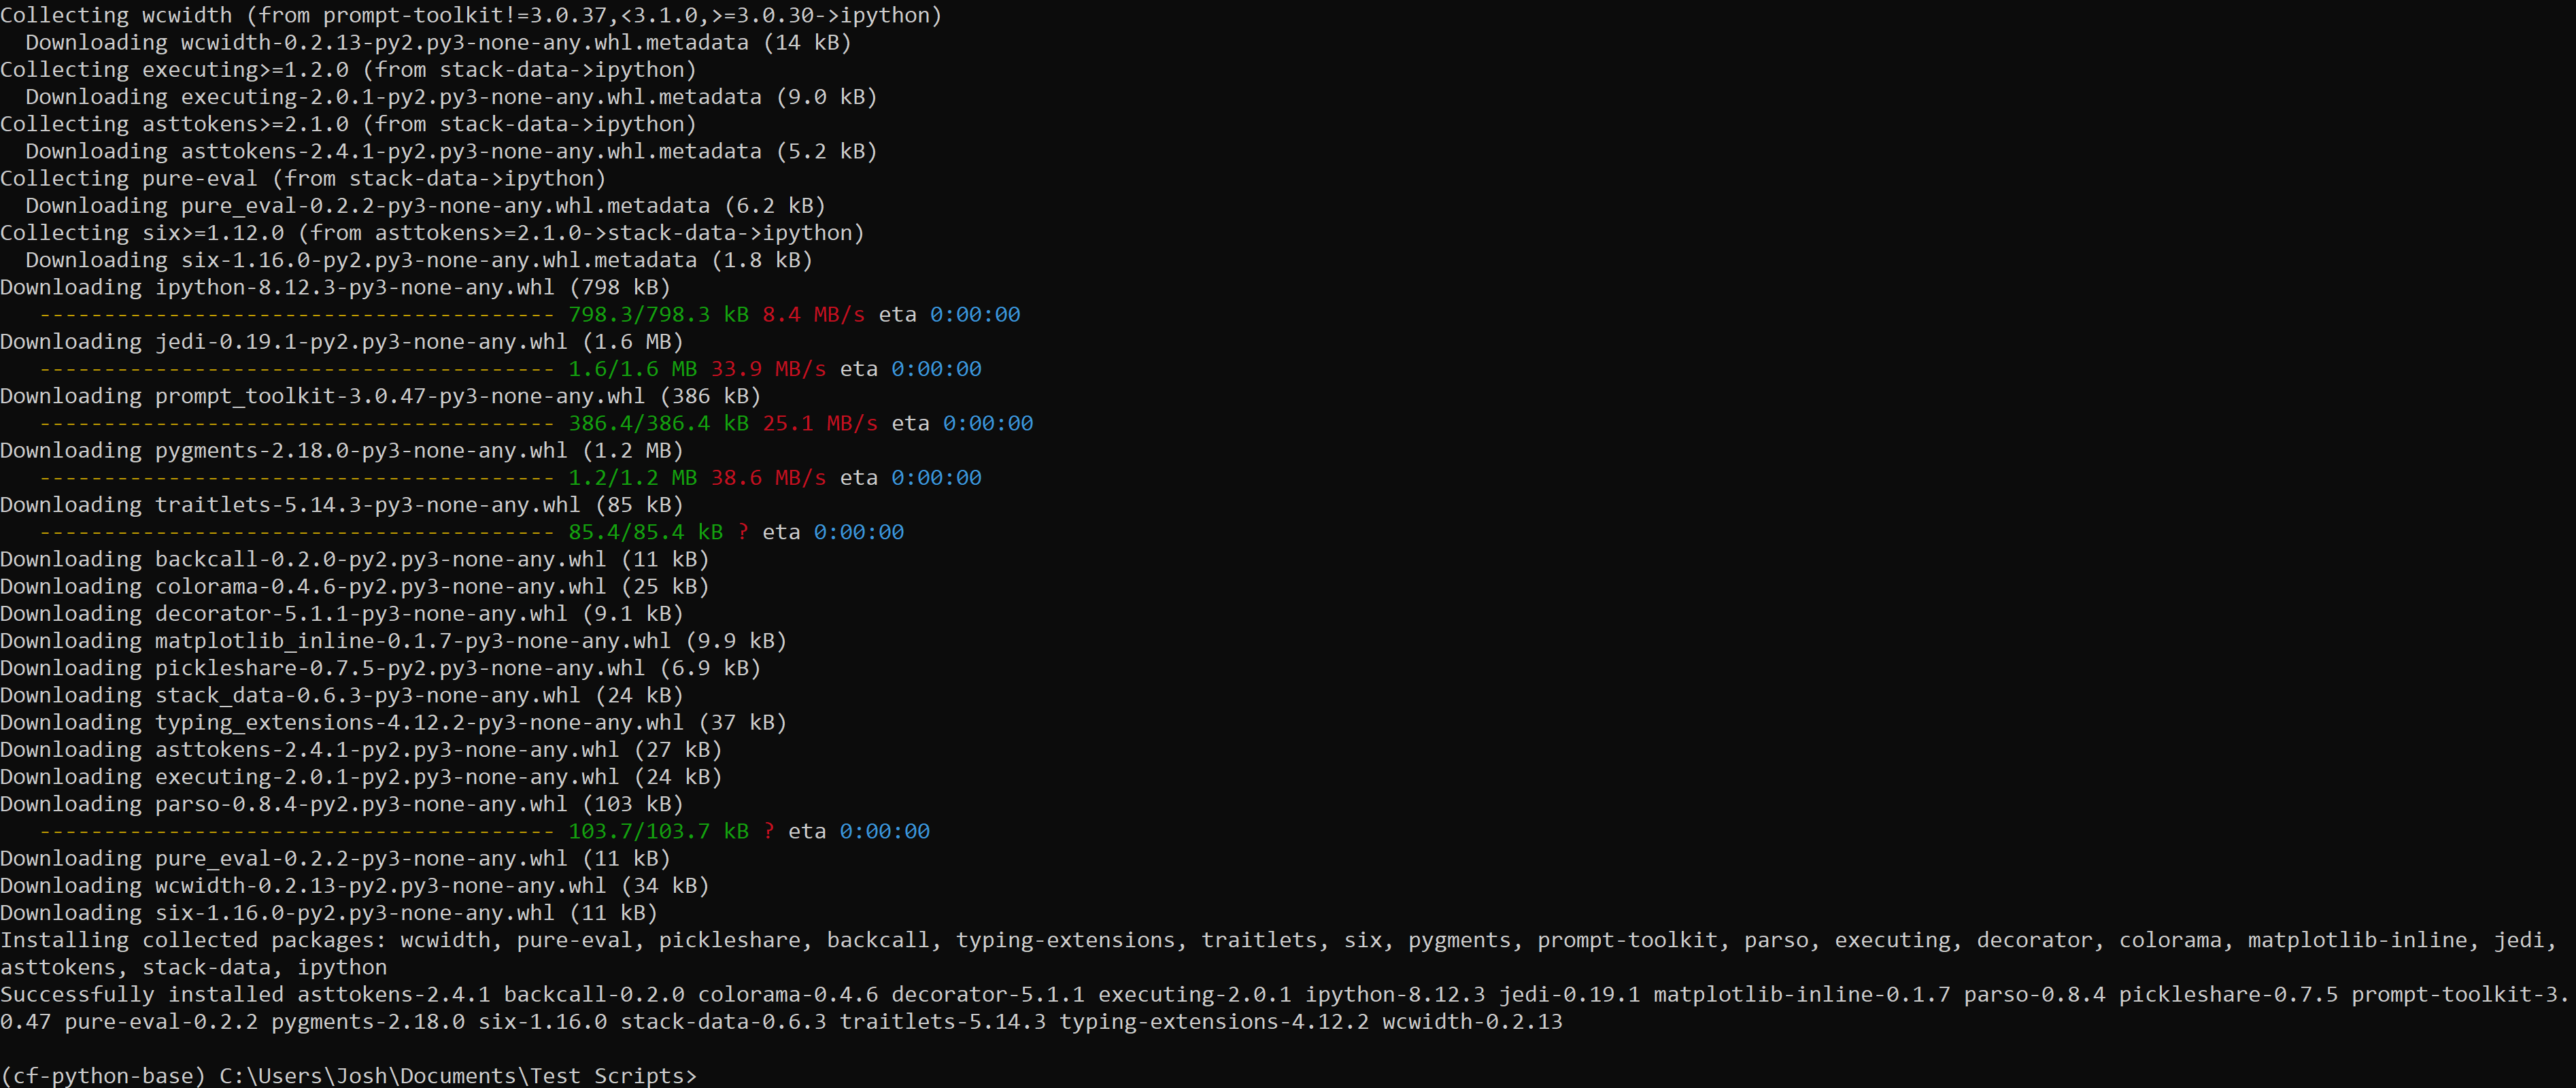 Collecting wcwidth (from prompt-toolkit!=3.0.37,<3.1.0,>=3.0.30->ipython)
  Downloading wcwidth-0.2.13-py2.py3-none-any.whl.metadata (14 kB)
Collecting executing>=1.2.0 (from stack-data->ipython)
  Downloading executing-2.0.1-py2.py3-none-any.whl.metadata (9.0 kB)
Collecting asttokens>=2.1.0 (from stack-data->ipython)
  Downloading asttokens-2.4.1-py2.py3-none-any.whl.metadata (5.2 kB)
Collecting pure-eval (from stack-data->ipython)
  Downloading pure_eval-0.2.2-py3-none-any.whl.metadata (6.2 kB)
Collecting six>=1.12.0 (from asttokens>=2.1.0->stack-data->ipython)
  Downloading six-1.16.0-py2.py3-none-any.whl.metadata (1.8 kB)
Downloading ipython-8.12.3-py3-none-any.whl (798 kB)
   ---------------------------------------- 798.3/798.3 kB 8.4 MB/s eta 0:00:00
Downloading jedi-0.19.1-py2.py3-none-any.whl (1.6 MB)
   ---------------------------------------- 1.6/1.6 MB 33.9 MB/s eta 0:00:00
Downloading prompt_toolkit-3.0.47-py3-none-any.whl (386 kB)
   ---------------------------------------- 386.4/386.4 kB 25.1 MB/s eta 0:00:00
Downloading pygments-2.18.0-py3-none-any.whl (1.2 MB)
   ---------------------------------------- 1.2/1.2 MB 38.6 MB/s eta 0:00:00
Downloading traitlets-5.14.3-py3-none-any.whl (85 kB)
   ---------------------------------------- 85.4/85.4 kB ? eta 0:00:00
Downloading backcall-0.2.0-py2.py3-none-any.whl (11 kB)
Downloading colorama-0.4.6-py2.py3-none-any.whl (25 kB)
Downloading decorator-5.1.1-py3-none-any.whl (9.1 kB)
Downloading matplotlib_inline-0.1.7-py3-none-any.whl (9.9 kB)
Downloading pickleshare-0.7.5-py2.py3-none-any.whl (6.9 kB)
Downloading stack_data-0.6.3-py3-none-any.whl (24 kB)
Downloading typing_extensions-4.12.2-py3-none-any.whl (37 kB)
Downloading asttokens-2.4.1-py2.py3-none-any.whl (27 kB)
Downloading executing-2.0.1-py2.py3-none-any.whl (24 kB)
Downloading parso-0.8.4-py2.py3-none-any.whl (103 kB)
   ---------------------------------------- 103.7/103.7 kB ? eta 0:00:00
Downloading pure_eval-0.2.2-py3-none-any.whl (11 kB)
Downloading wcwidth-0.2.13-py2.py3-none-any.whl (34 kB)
Downloading six-1.16.0-py2.py3-none-any.whl (11 kB)
Installing collected packages: wcwidth, pure-eval, pickleshare, backcall, typing-extensions, traitlets, six, pygments, prompt-toolkit, parso, executing, decorator, colorama, matplotlib-inline, jedi,
asttokens, stack-data, ipython
Successfully installed asttokens-2.4.1 backcall-0.2.0 colorama-0.4.6 decorator-5.1.1 executing-2.0.1 ipython-8.12.3 jedi-0.19.1 matplotlib-inline-0.1.7 parso-0.8.4 pickleshare-0.7.5 prompt-toolkit-3.
0.47 pure-eval-0.2.2 pygments-2.18.0 six-1.16.0 stack-data-0.6.3 traitlets-5.14.3 typing-extensions-4.12.2 wcwidth-0.2.13
(cf-python-base) C:\Users\Josh\Documents\Test Scripts>